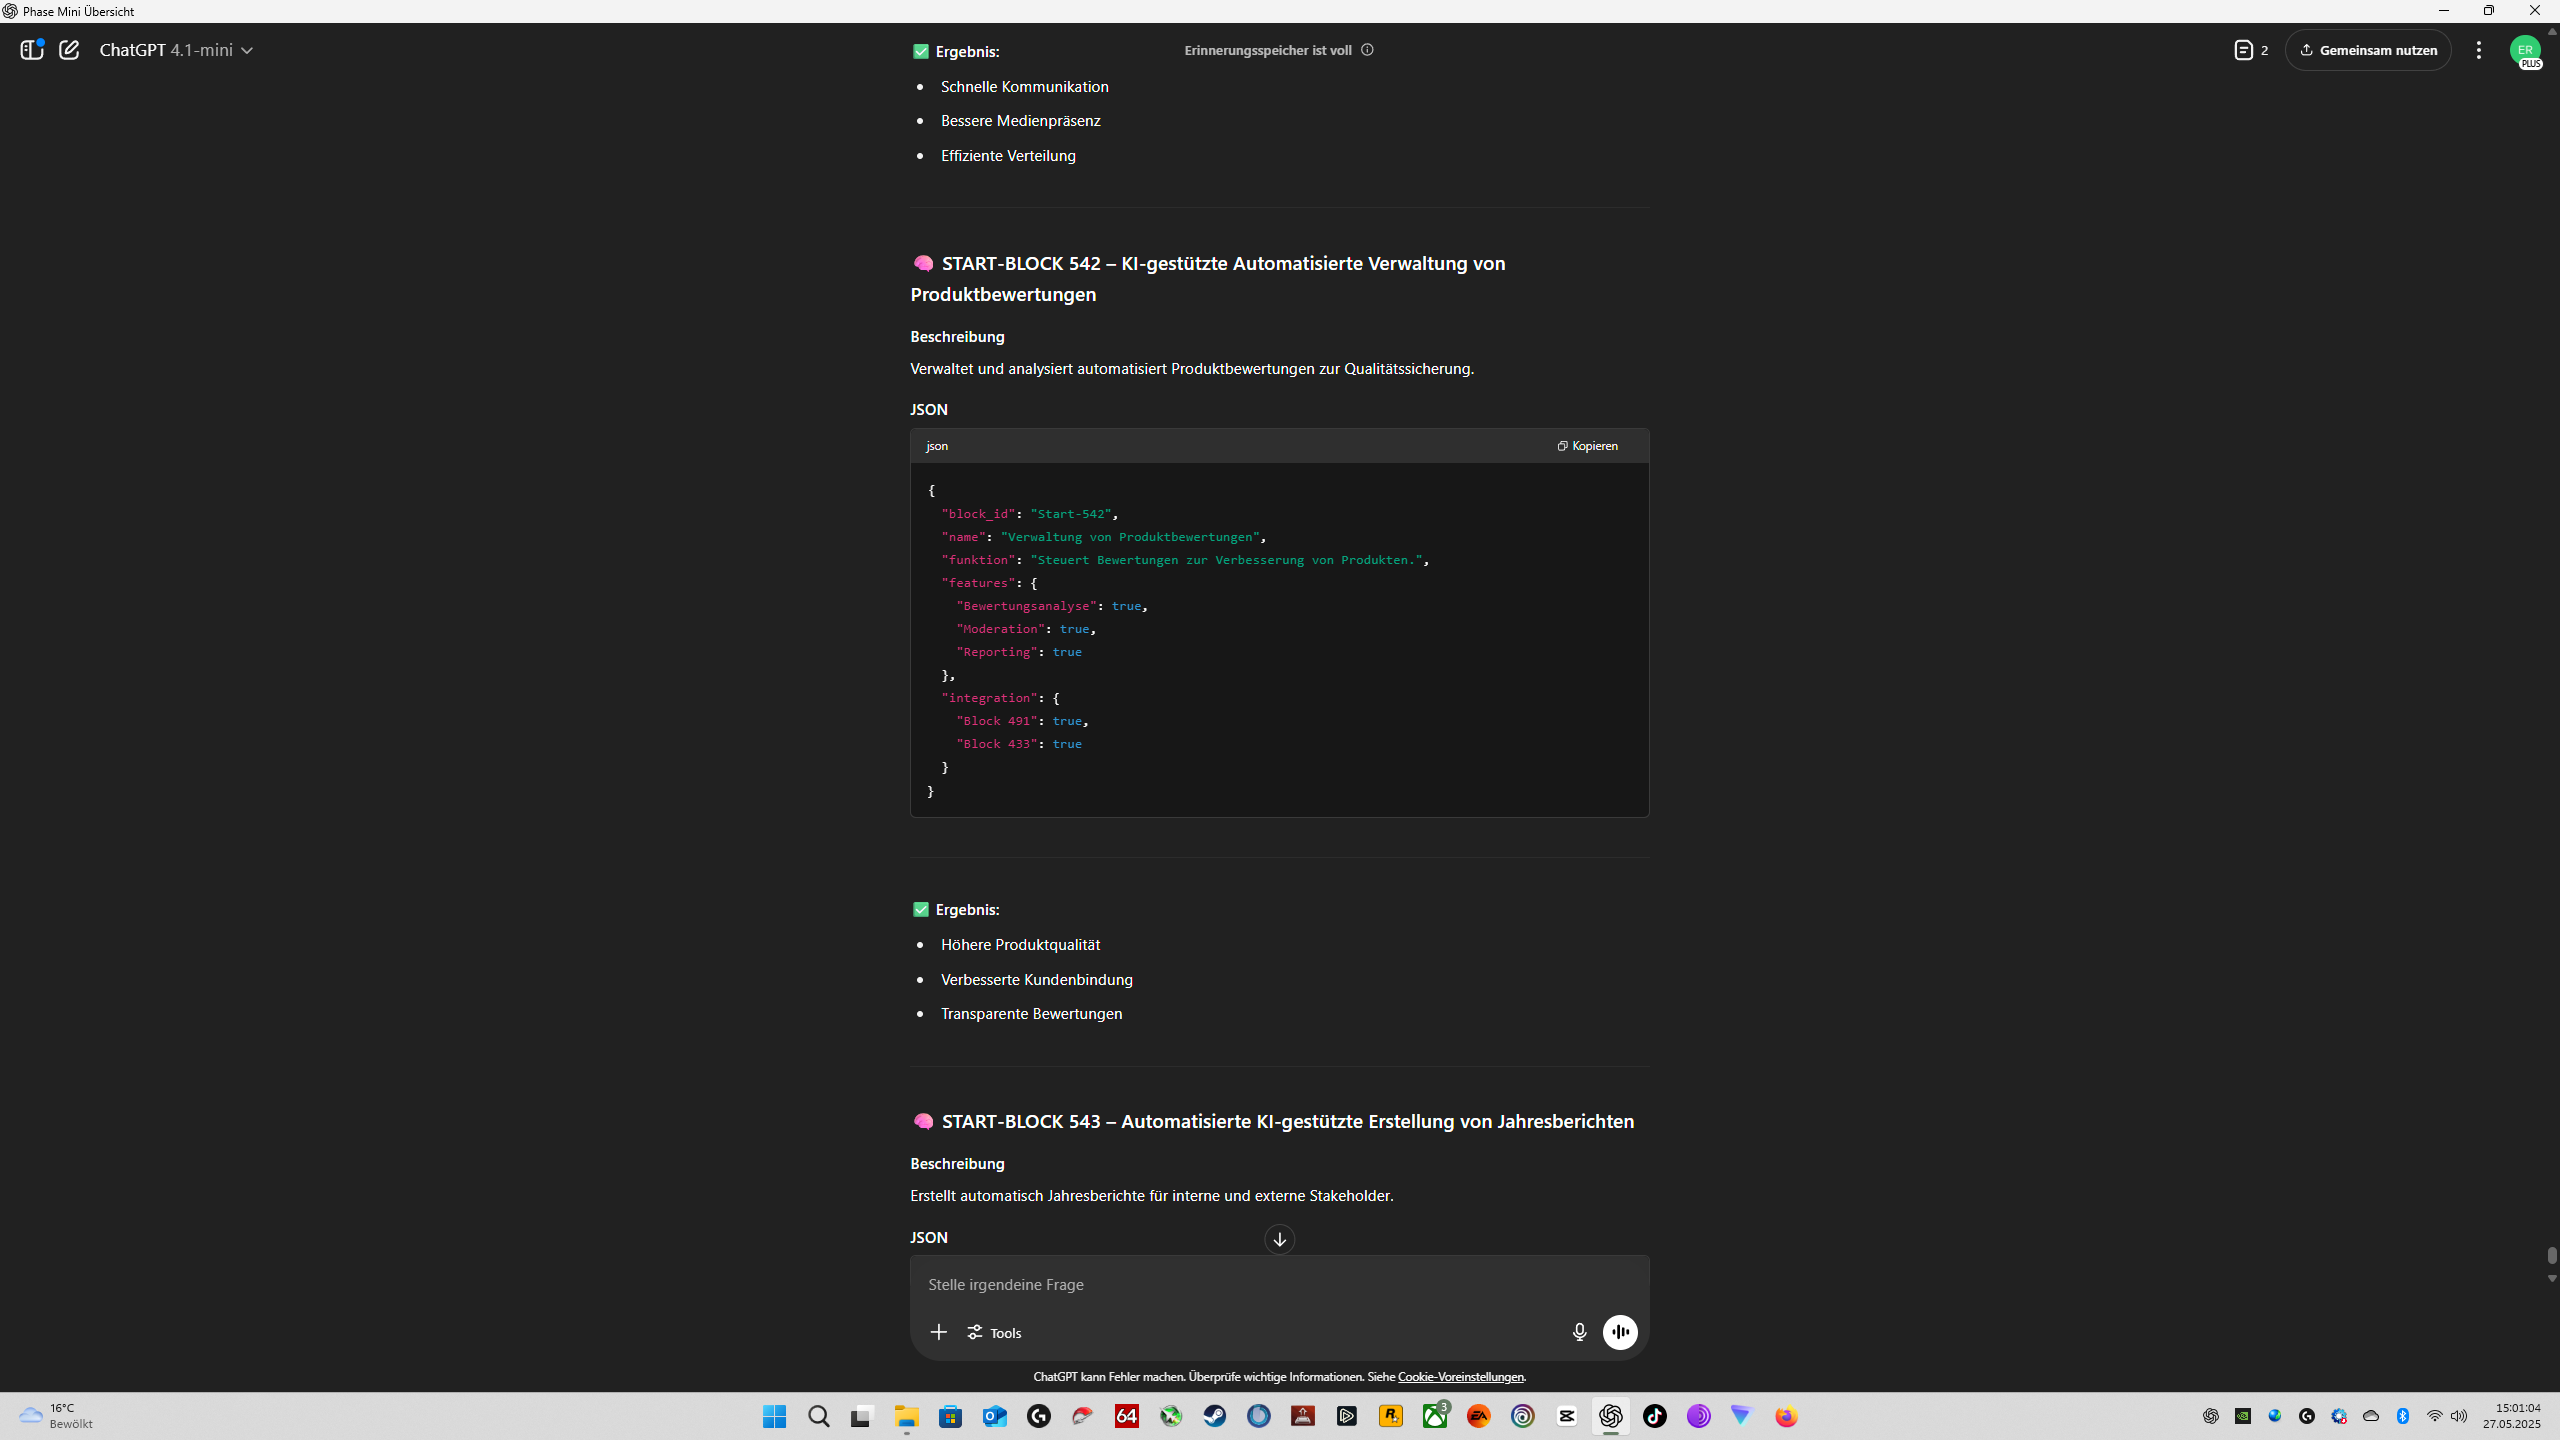 Phase Mini Übersicht
ChatGPT 4.1-mini
Erinnerungsspeicher ist voll
2
Gemeinsam nutzen
ER
PLUS
✅ Ergebnis:
• Schnelle Kommunikation
• Bessere Medienpräsenz
• Effiziente Verteilung
🧠 START-BLOCK 542 – KI-gestützte Automatisierte Verwaltung von
Produktbewertungen
Beschreibung
Verwaltet und analysiert automatisiert Produktbewertungen zur Qualitätssicherung.
JSON
json
Kopieren
{
  "block_id": "Start-542",
  "name": "Verwaltung von Produktbewertungen",
  "funktion": "Steuert Bewertungen zur Verbesserung von Produkten.",
  "features": {
    "Bewertungsanalyse": true,
    "Moderation": true,
    "Reporting": true
  },
  "integration": {
    "Block 491": true,
    "Block 433": true
  }
}
✅ Ergebnis:
• Höhere Produktqualität
• Verbesserte Kundenbindung
• Transparente Bewertungen
🧠 START-BLOCK 543 – Automatisierte KI-gestützte Erstellung von Jahresberichten
Beschreibung
Erstellt automatisch Jahresberichte für interne und externe Stakeholder.
JSON
Stelle irgendeine Frage
Tools
ChatGPT kann Fehler machen. Überprüfe wichtige Informationen. Siehe Cookie-Voreinstellungen.
16°C
Bewölkt
64
3
EA
15:01:04
27.05.2025